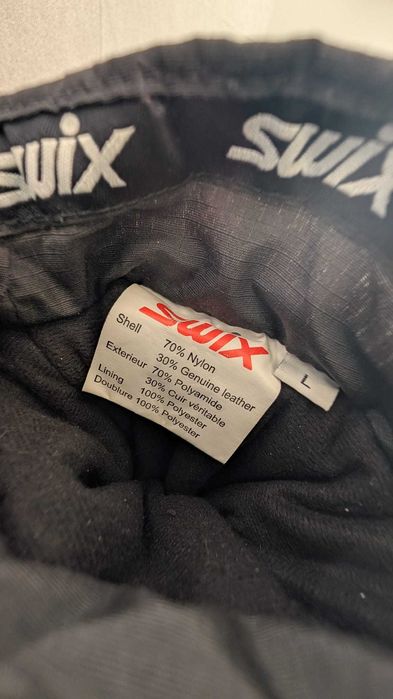 swix
swix
swix
Shell 70% Nylon
30% Genuine leather
Exterieur 70% Polyamide
30% Cuir véritable
Lining 100% Polyester
Doublure 100% Polyester
L